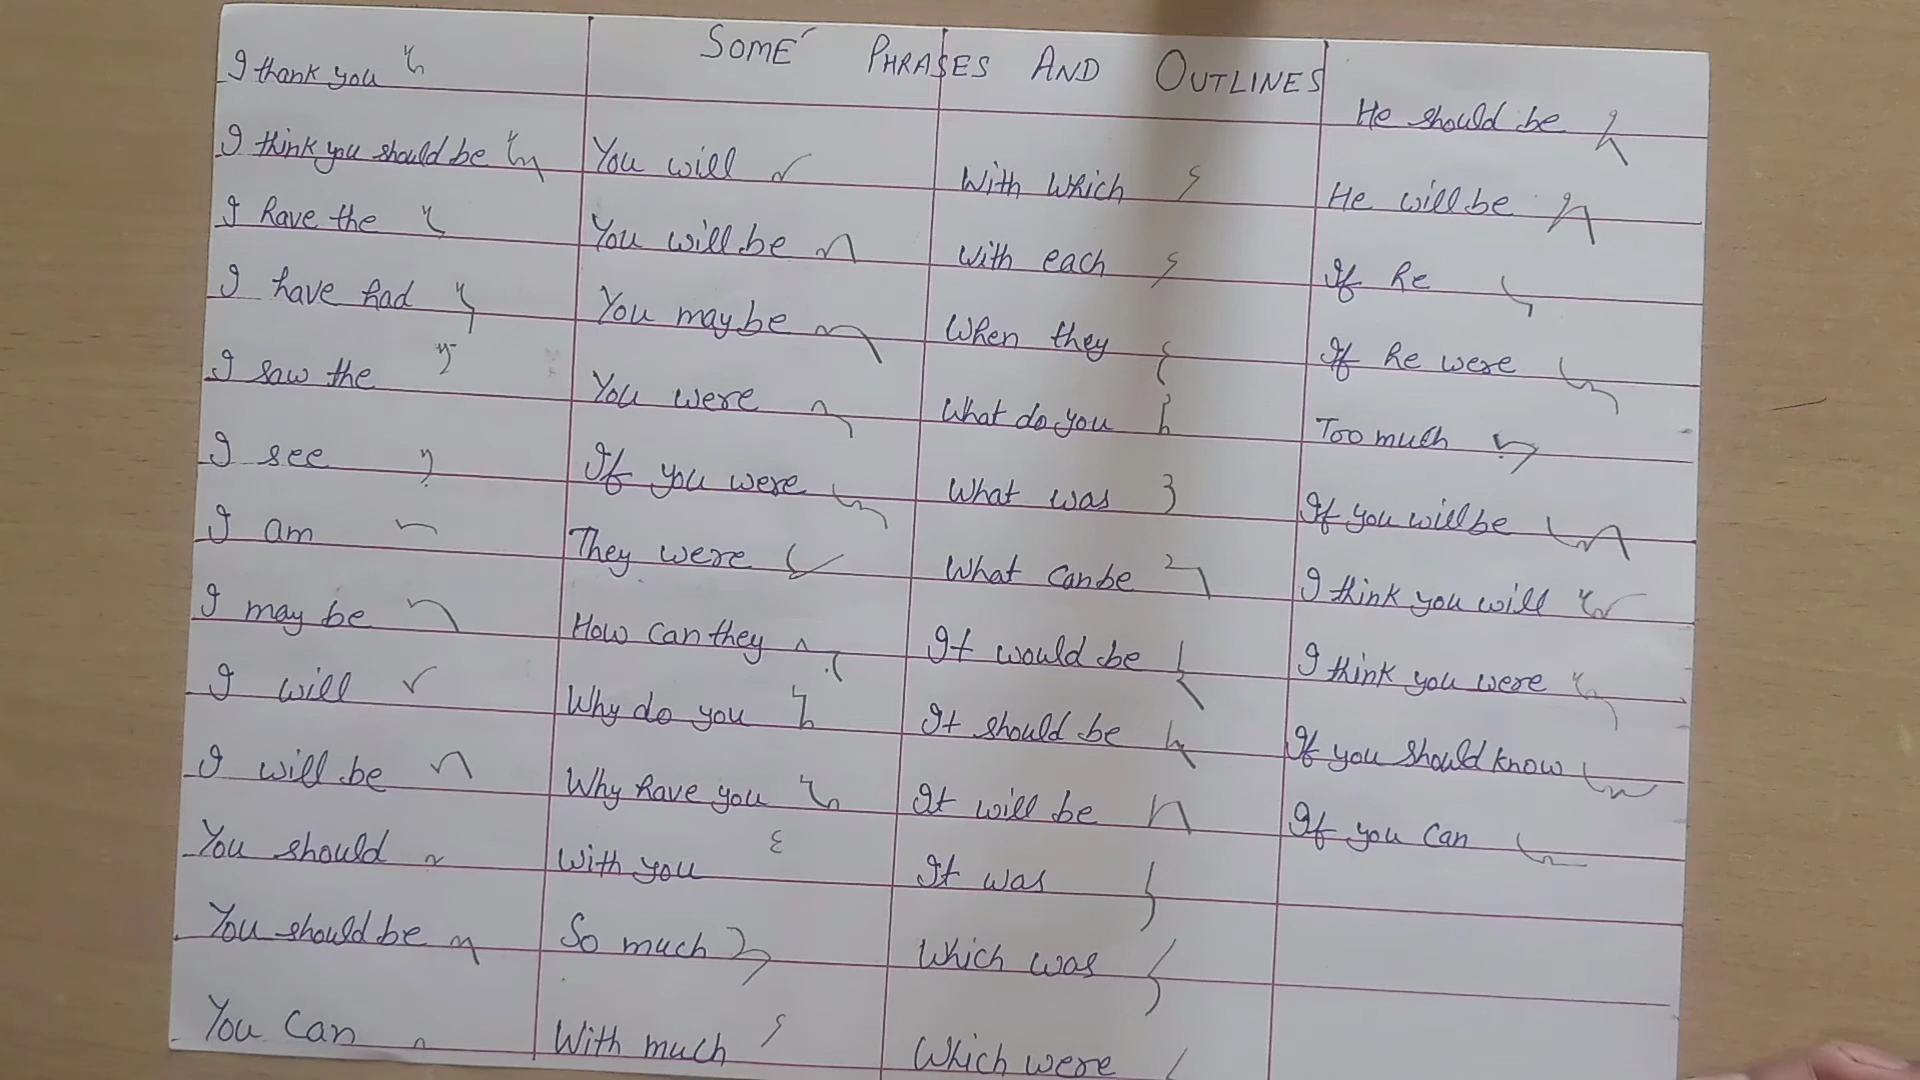 SOME PHRASES AND OUTLINES
I thank you
I think you should be
I have the
I have had
I saw the
I see
I am
I may be
I will
I will be
You should
You should be
You can
You will
You will be
You may be
You were
If you were
They were
How can they
Why do you
Why have you
With you
So much
With much
With which
With each
When they
What do you
What was
What can be
It would be
It should be
It will be
It was
Which was
Which were
He should be
He will be
If he
If he were
Too much
If you will be
I think you will
I think you were
If you should know
If you can